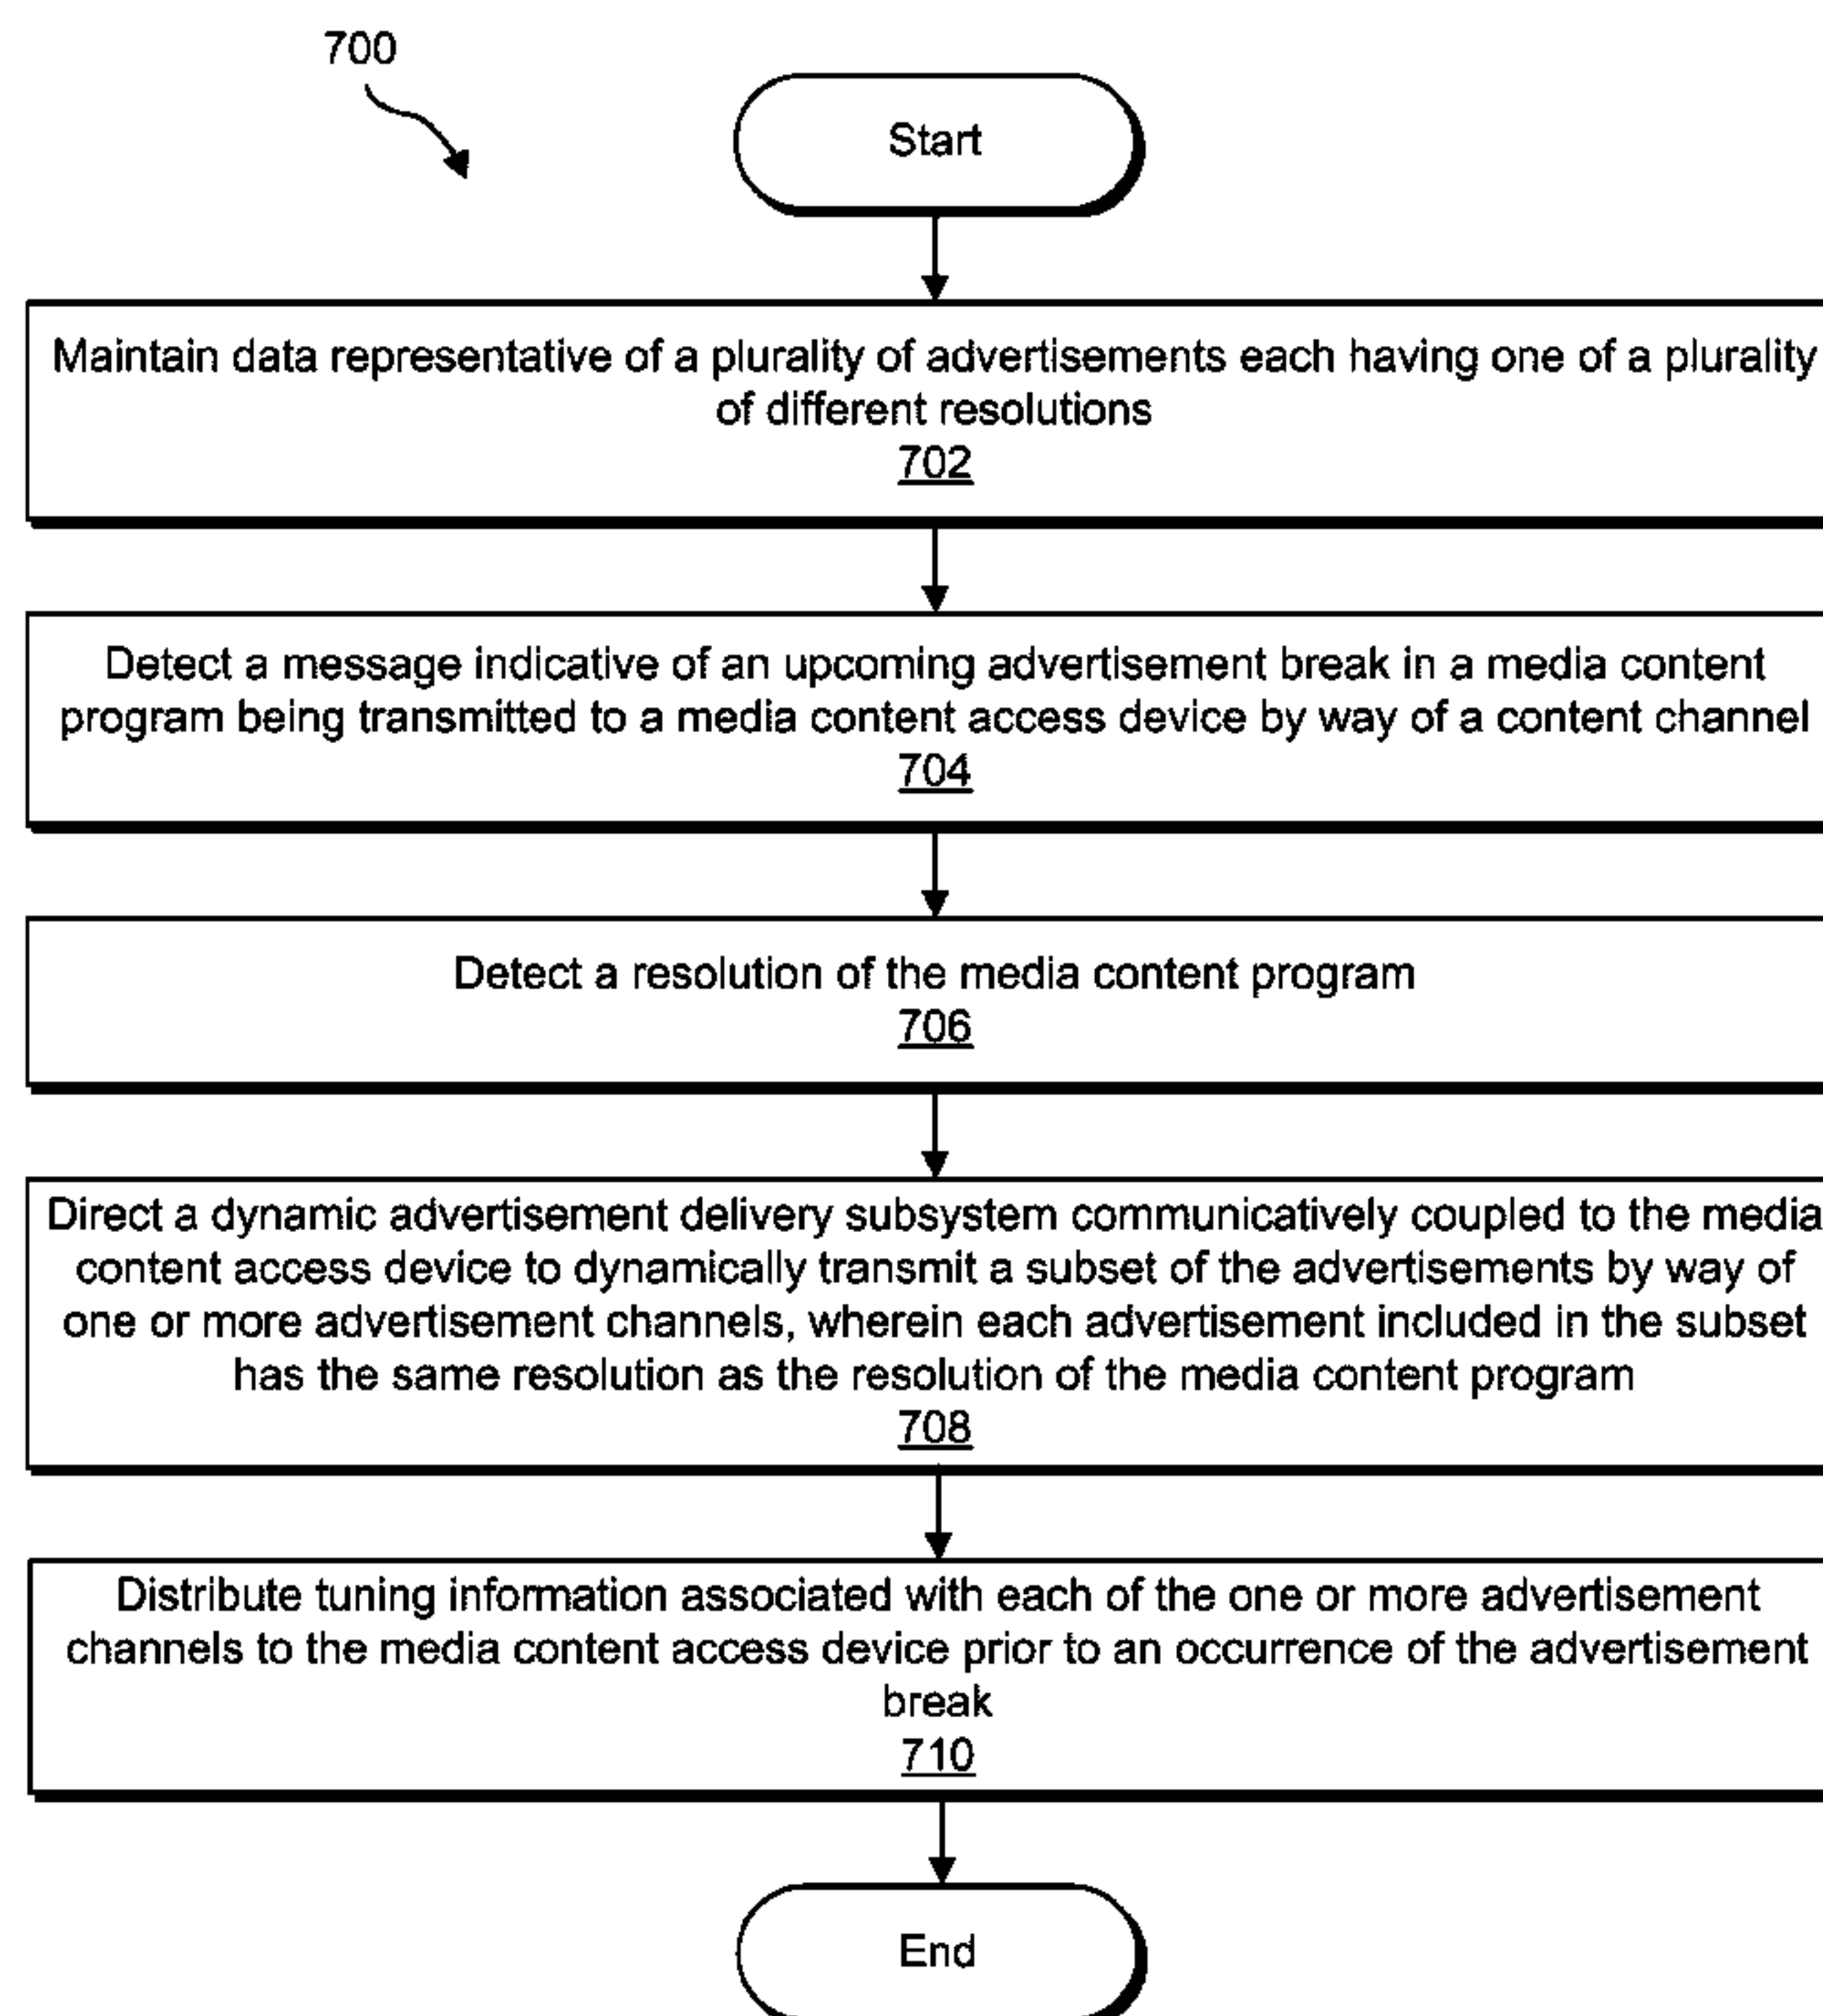 700
Start
Maintain data representative of a plurality of advertisements each having one of a plurality
of different resolutions
702
Detect a message indicative of an upcoming advertisement break in a media content
program being transmitted to a media content access device by way of a content channel
704
Detect a resolution of the media content program
706
Direct a dynamic advertisement delivery subsystem communicatively coupled to the media
content access device to dynamically transmit a subset of the advertisements by way of
one or more advertisement channels, wherein each advertisement included in the subset
has the same resolution as the resolution of the media content program
708
Distribute tuning information associated with each of the one or more advertisement
channels to the media content access device prior to an occurrence of the advertisement
break
710
End